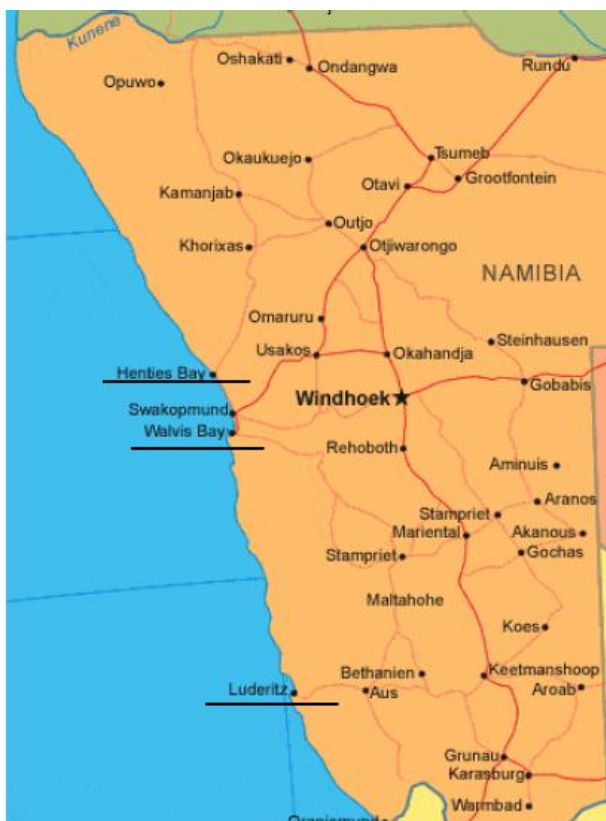 Kunene
Oshakati
Ondangwa
Rundu
Opuwo
Okaukuejo
Tsumeb
Grootfontein
Otavi
Kamanjab
Outjo
Khorixas
Otjiwarongo
NAMIBIA
Omaruru
Steinhausen
Usakos
Okahandja
Henties Bay
Gobabis
Windhoek
Swakopmund
Walvis Bay
Rehoboth
Aminuis
Aranos
Stampriet
Mariental
Akanous
Gochas
Stampriet
Maltahohe
Koes
Bethanien
Keetmanshoop
Luderitz
Aus
Aroab
Grunau
Karasburg
Warmbad